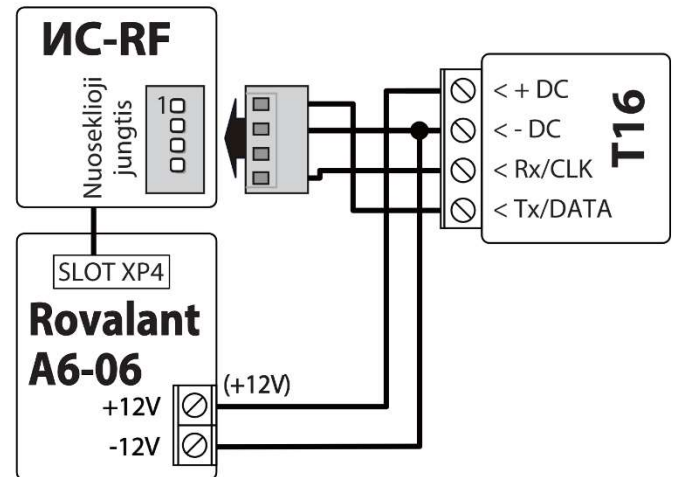 ИС-RF
Nuoseklioji
jungtis
1
SLOT XP4
Rovalant
A6-06
(+12V)
+12V
-12V
< + DC
< - DC
< Rx/CLK
< Tx/DATA
T16